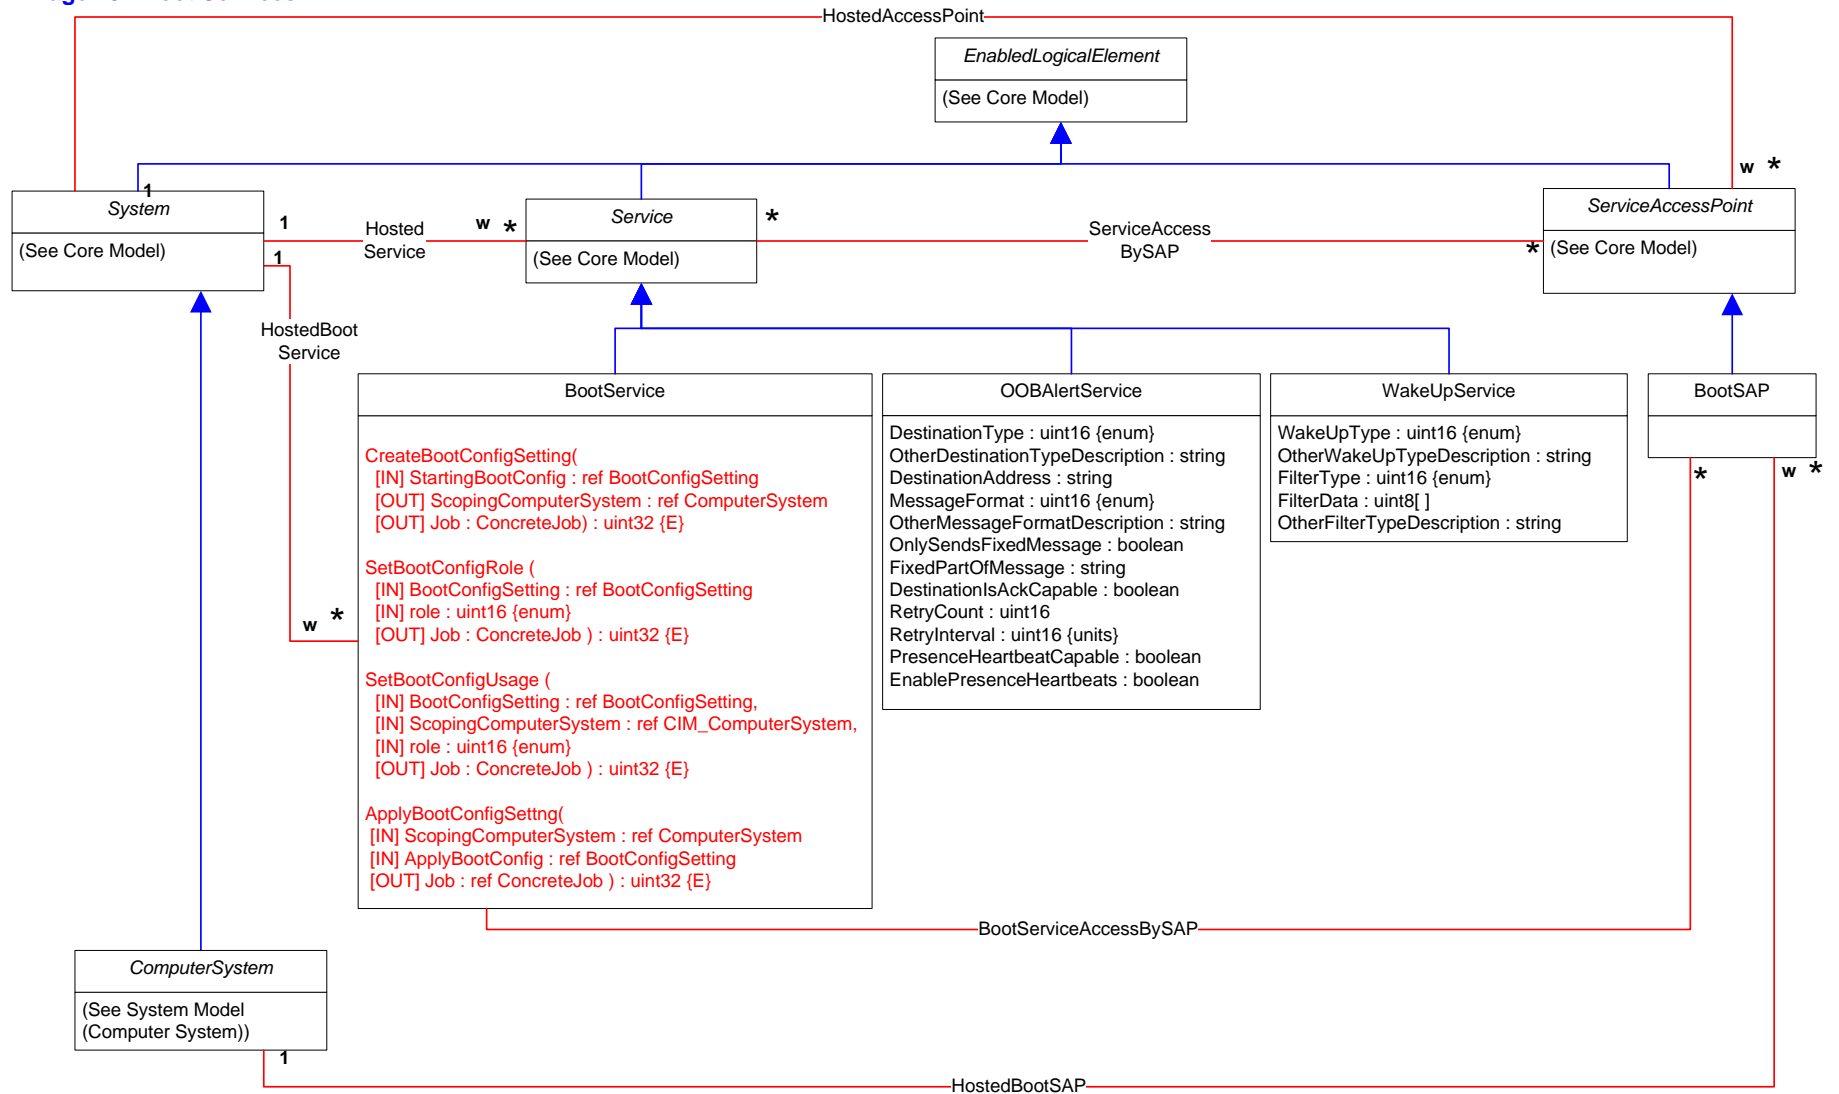 HostedAccessPoint
EnabledLogicalElement
(See Core Model)
w *
1
System
(See Core Model)
1
Hosted
Service
w *
Service
(See Core Model)
*
ServiceAccess
BySAP
*
ServiceAccessPoint
(See Core Model)
1
HostedBoot
Service
w *
BootService
CreateBootConfigSetting(
[IN] StartingBootConfig : ref BootConfigSetting
[OUT] ScopingComputerSystem : ref ComputerSystem
[OUT] Job : ConcreteJob) : uint32 {E}
SetBootConfigRole (
[IN] BootConfigSetting : ref BootConfigSetting
[IN] role : uint16 {enum}
[OUT] Job : ConcreteJob ) : uint32 {E}
SetBootConfigUsage (
[IN] BootConfigSetting : ref BootConfigSetting,
[IN] ScopingComputerSystem : ref CIM_ComputerSystem,
[IN] role : uint16 {enum}
[OUT] Job : ConcreteJob ) : uint32 {E}
ApplyBootConfigSettng(
[IN] ScopingComputerSystem : ref ComputerSystem
[IN] ApplyBootConfig : ref BootConfigSetting
[OUT] Job : ref ConcreteJob ) : uint32 {E}
OOBAlertService
DestinationType : uint16 {enum}
OtherDestinationTypeDescription : string
DestinationAddress : string
MessageFormat : uint16 {enum}
OtherMessageFormatDescription : string
OnlySendsFixedMessage : boolean
FixedPartOfMessage : string
DestinationIsAckCapable : boolean
RetryCount : uint16
RetryInterval : uint16 {units}
PresenceHeartbeatCapable : boolean
EnablePresenceHeartbeats : boolean
WakeUpService
WakeUpType : uint16 {enum}
OtherWakeUpTypeDescription : string
FilterType : uint16 {enum}
FilterData : uint8[ ]
OtherFilterTypeDescription : string
BootSAP
*
w *
BootServiceAccessBySAP
ComputerSystem
(See System Model
(Computer System))
1
HostedBootSAP